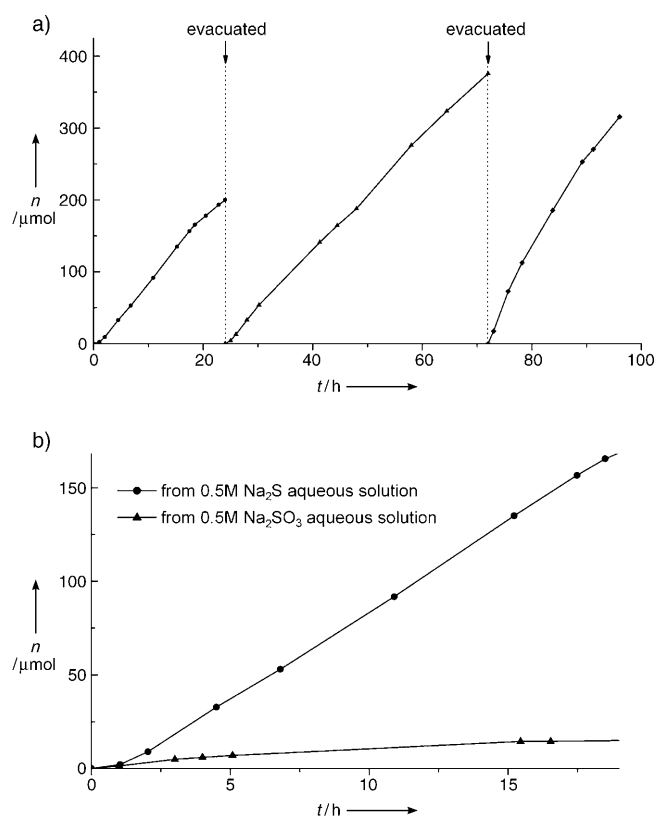 a)
evacuated evacuated
400
300
n
/µmol
200
100
0
0 20 40 60 80 100
t/h
b)
150
from 0.5M Na₂S aqueous solution
from 0.5M Na₂SO₃ aqueous solution
100
n
/µmol
50
0
0 5 10 15
t/h